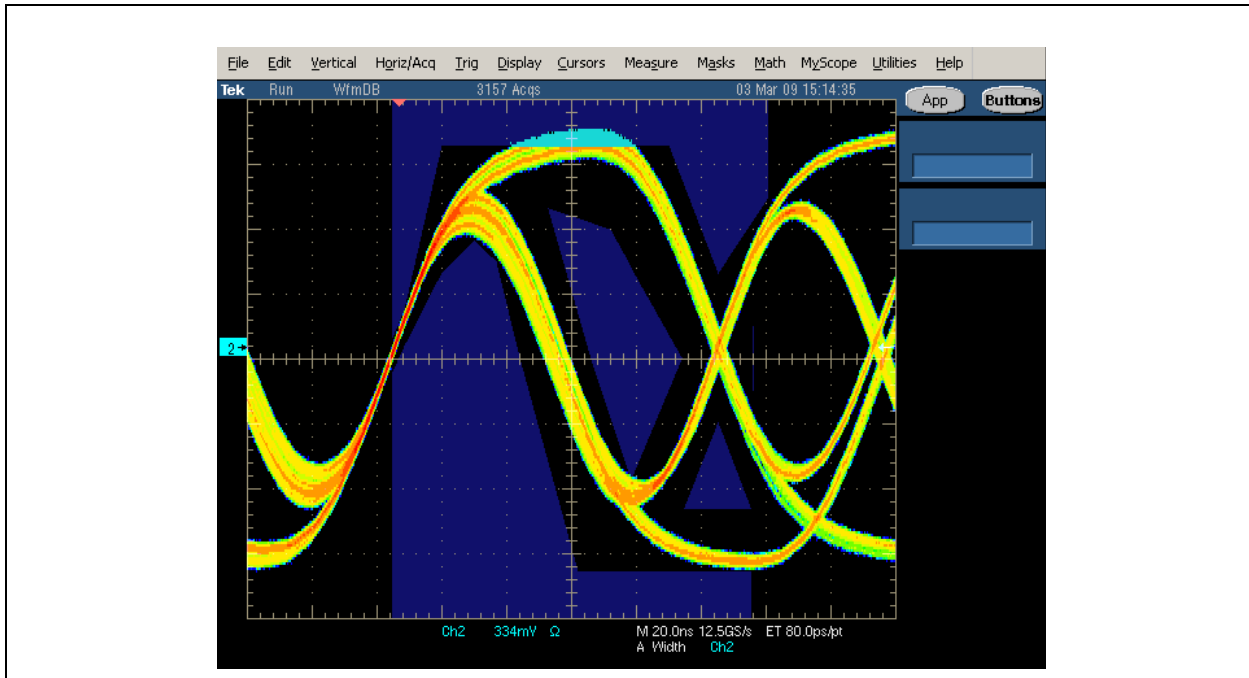 File Edit Vertical Horiz/Acq Trig Display Cursors Measure Masks Math MyScope Utilities Help
Tek Run WfmDB 3157 Acqs 03 Mar 09 15:14:35 App Buttons
2
Ch2 334mV Ω M 20.0ns 12.5GS/s ET 80.0ps/pt
A Width Ch2